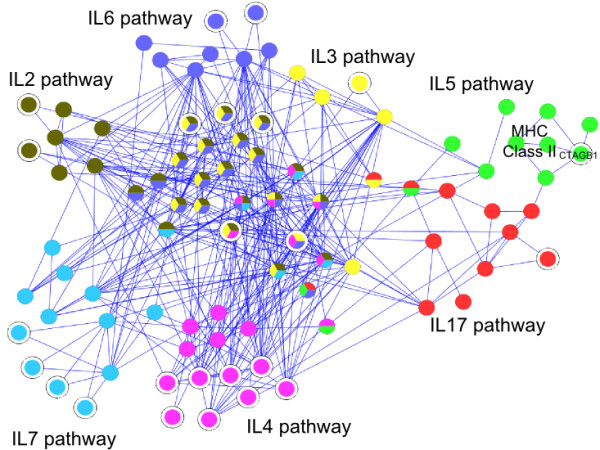 IL6 pathway
IL3 pathway
IL2 pathway
IL5 pathway
MHC
Class II
CTAGB1
IL17 pathway
IL7 pathway
IL4 pathway